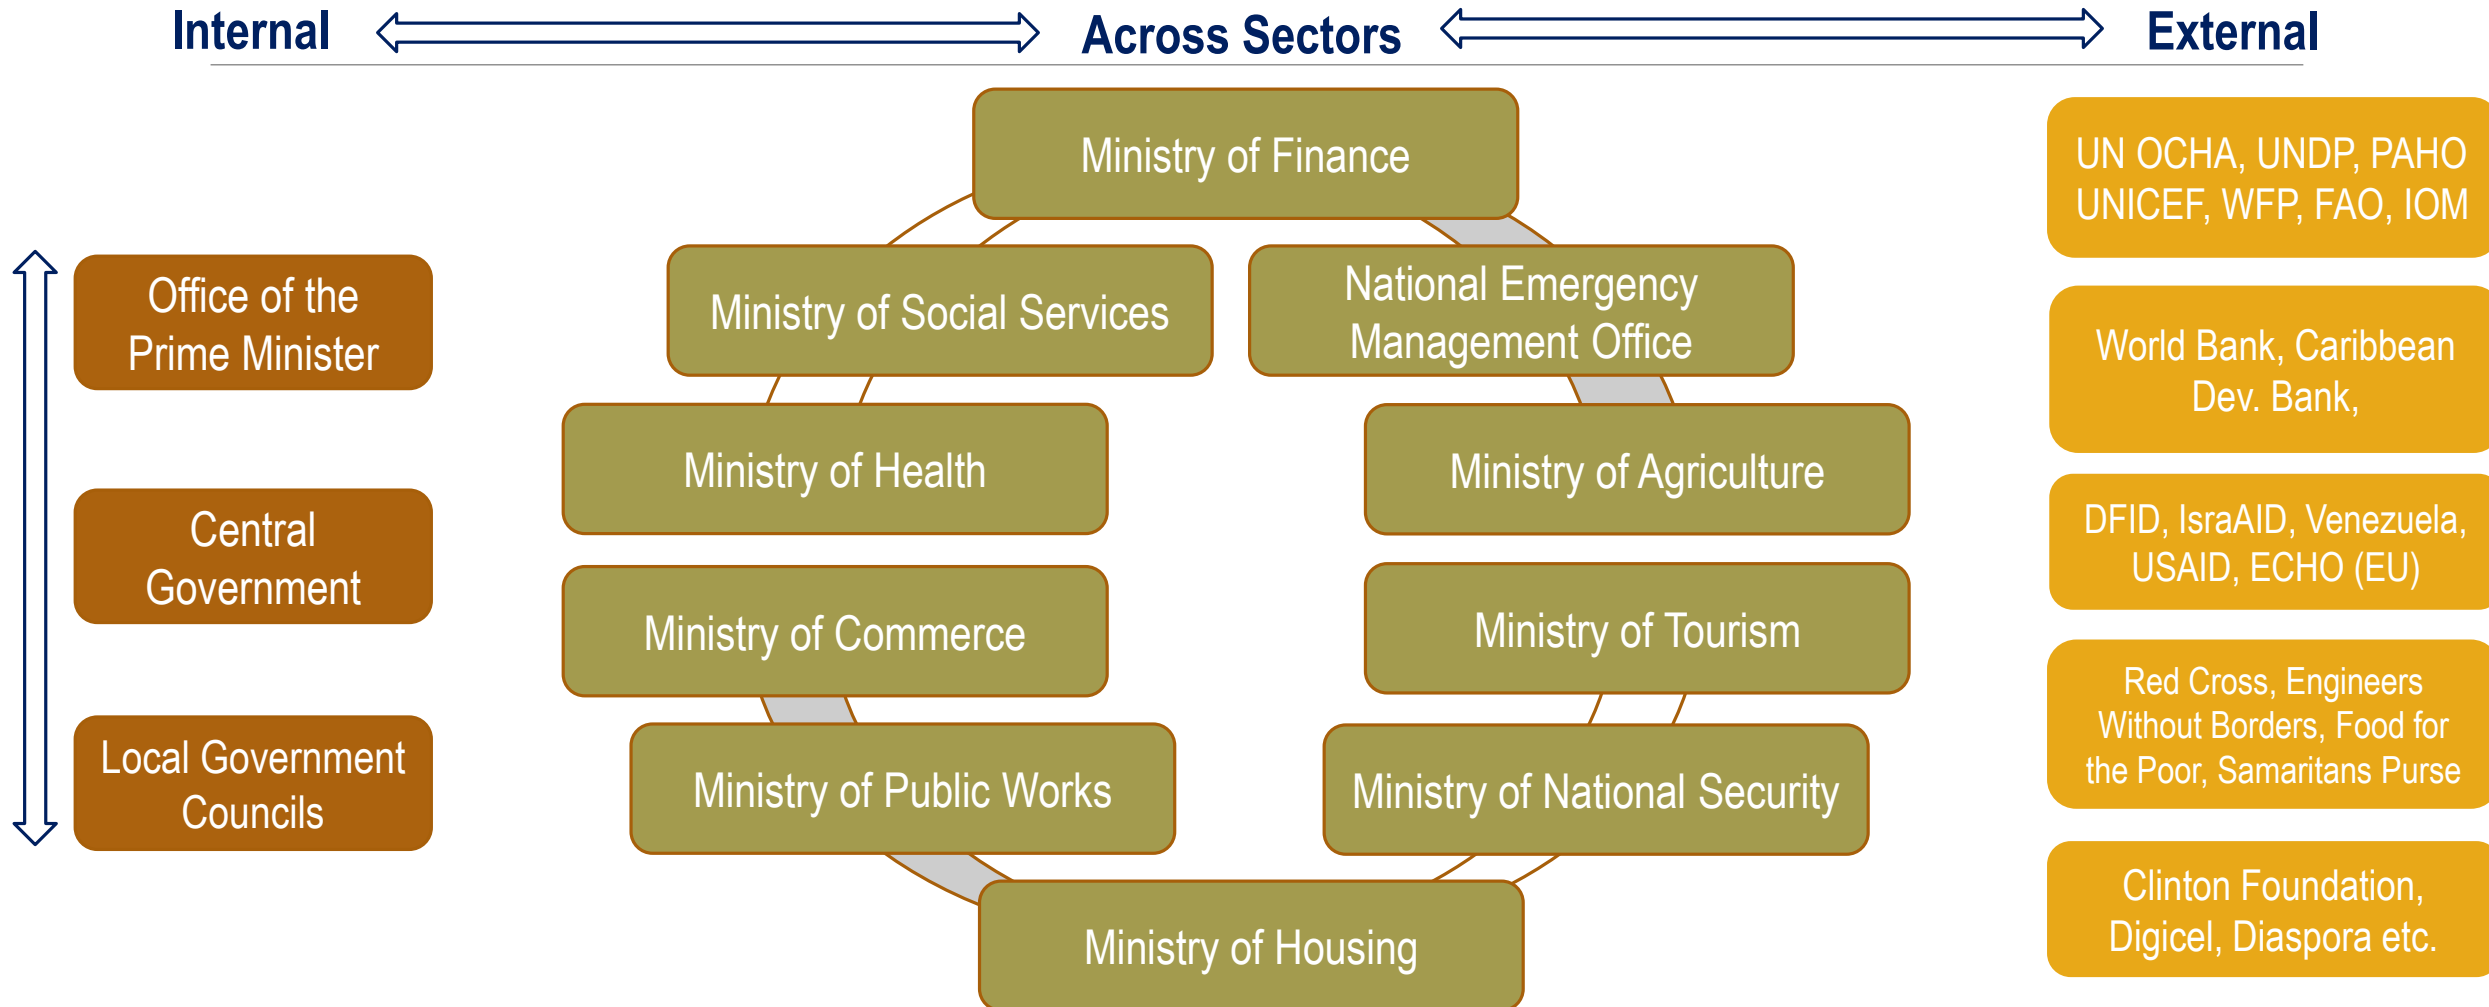 Internal
Across Sectors
External
Office of the
Prime Minister
Central
Government
Local Government
Councils
Ministry of Finance
Ministry of Social Services
National Emergency
Management Office
Ministry of Health
Ministry of Agriculture
Ministry of Commerce
Ministry of Tourism
Ministry of Public Works
Ministry of National Security
Ministry of Housing
UN OCHA, UNDP, PAHO
UNICEF, WFP, FAO, IOM
World Bank, Caribbean
Dev. Bank,
DFID, IsraAID, Venezuela,
USAID, ECHO (EU)
Red Cross, Engineers
Without Borders, Food for
the Poor, Samaritans Purse
Clinton Foundation,
Digicel, Diaspora etc.